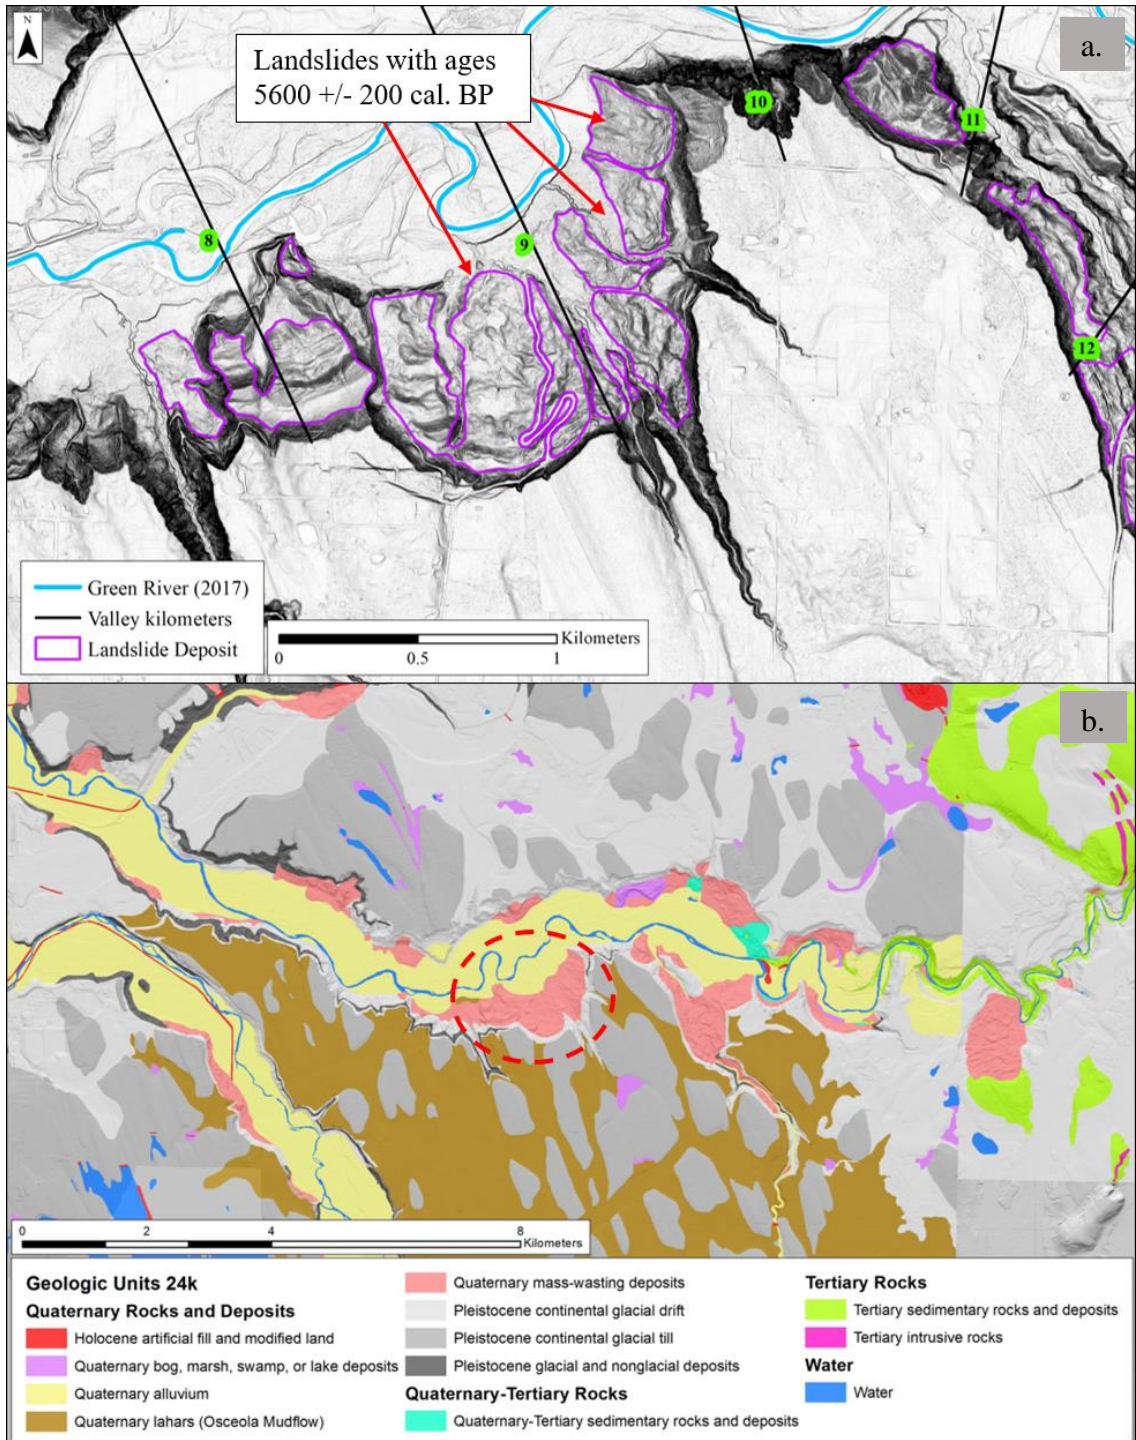 N
a.
Landslides with ages
5600 +/- 200 cal. BP
10
11
8
9
12
Green River (2017)
Valley kilometers
Landslide Deposit
Kilometers
0 0.5 1
b.
0 2 4 8
Kilometers
Geologic Units 24k
Quaternary Rocks and Deposits
Holocene artificial fill and modified land
Quaternary bog, marsh, swamp, or lake deposits
Quaternary alluvium
Quaternary lahars (Osceola Mudflow)
Quaternary mass-wasting deposits
Pleistocene continental glacial drift
Pleistocene continental glacial till
Pleistocene glacial and nonglacial deposits
Quaternary-Tertiary Rocks
Quaternary-Tertiary sedimentary rocks and deposits
Tertiary Rocks
Tertiary sedimentary rocks and deposits
Tertiary intrusive rocks
Water
Water